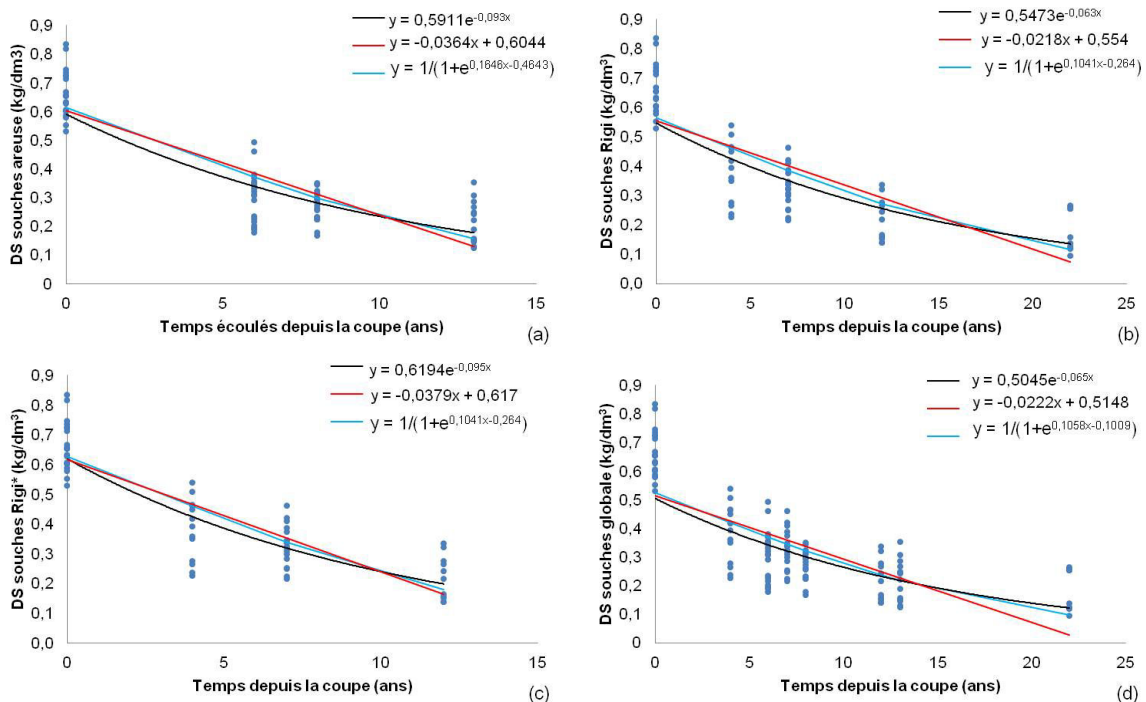 0,9
0,8
0,7
0,6
0,5
0,4
0,3
0,2
0,1
0
DS souches areuse (kg/dm3)
y = 0,5911e-0,093x
y = -0,0364x + 0,6044
y = 1/(1+e0,1646x-0,4643)
0 5 10 15
Temps écoulés depuis la coupe (ans)
(a)
0,9
0,8
0,7
0,6
0,5
0,4
0,3
0,2
0,1
0
DS souches Rigi (kg/dm³)
y = 0,5473e-0,063x
y = -0,0218x + 0,554
y = 1/(1+e0,1041x-0,264)
0 5 10 15 20 25
Temps depuis la coupe (ans)
(b)
0,9
0,8
0,7
0,6
0,5
0,4
0,3
0,2
0,1
0,0
DS souches Rigi* (kg/dm³)
y = 0,6194e-0,095x
y = -0,0379x + 0,617
y = 1/(1+e0,1041x-0,264)
0 5 10 15
Temps depuis la coupe (ans)
(c)
0,9
0,8
0,7
0,6
0,5
0,4
0,3
0,2
0,1
0
DS souches globale (kg/dm³)
y = 0,5045e-0,065x
y = -0,0222x + 0,5148
y = 1/(1+e0,1058x-0,1009)
0 5 10 15 20 25
Temps depuis la coupe (ans)
(d)